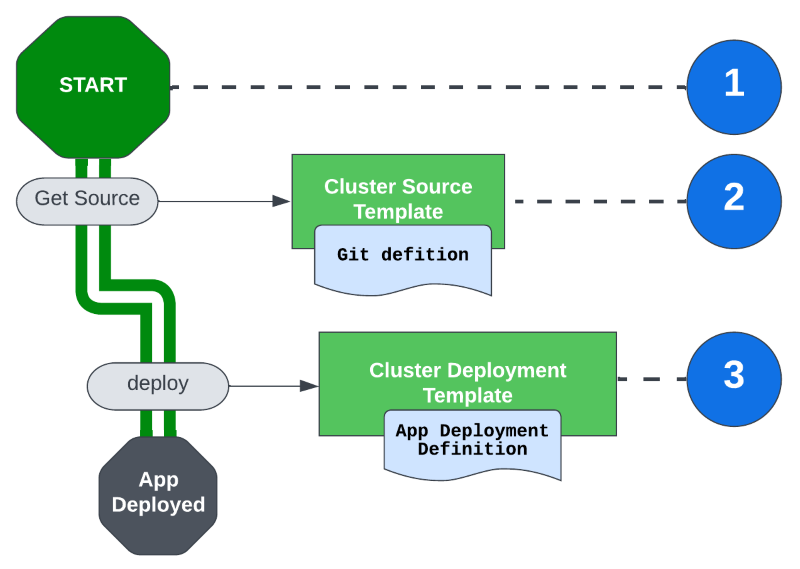 START
1
Get Source
Cluster Source
Template
Git defition
2
deploy
Cluster Deployment
Template
App Deployment
Definition
3
App
Deployed